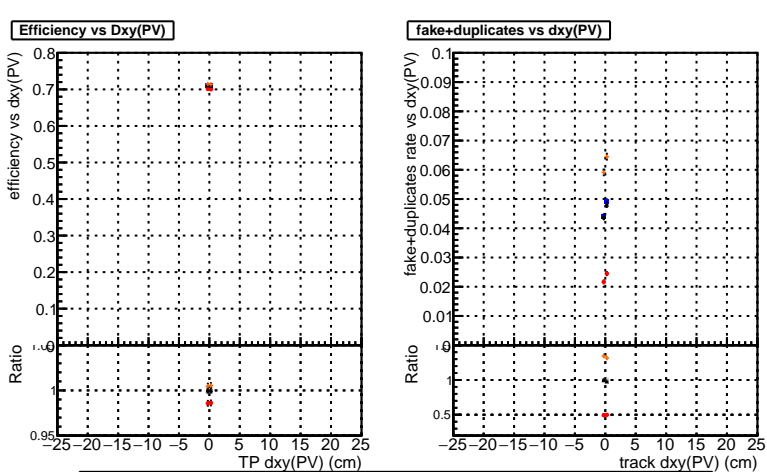 Efficiency vs Dxy(PV)
efficiency vs dxy(PV)
0.8
0.7
0.6
0.5
0.4
0.3
0.2
0.1
0
Ratio
1
0.95
−25 −20 −15 −10 −5 0 5 10 15 20 25
TP dxy(PV) (cm)
fake+duplicates vs dxy(PV)
fake+duplicates rate vs dxy(PV)
0.1
0.09
0.08
0.07
0.06
0.05
0.04
0.03
0.02
0.01
0
Ratio
1
0.5
−25 −20 −15 −10 −5 0 5 10 15 20 25
track dxy(PV) (cm)